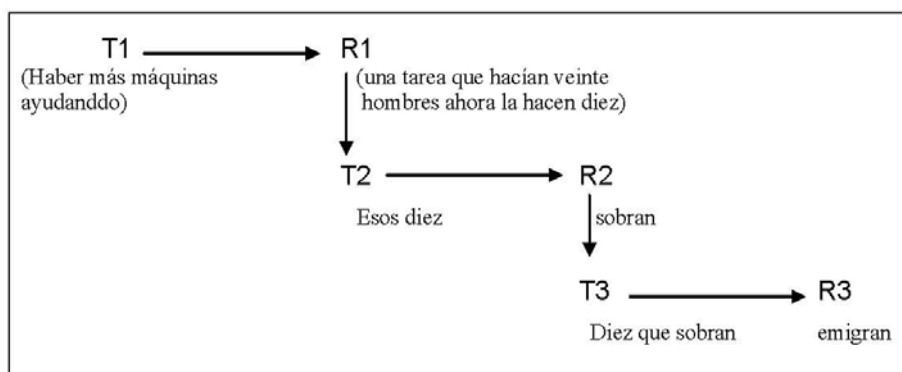 T1 R1
(Haber más máquinas (una tarea que hacían veinte
ayudanddo) hombres ahora la hacen diez)
T2 R2
Esos diez sobran
T3 R3
Diez que sobran emigran